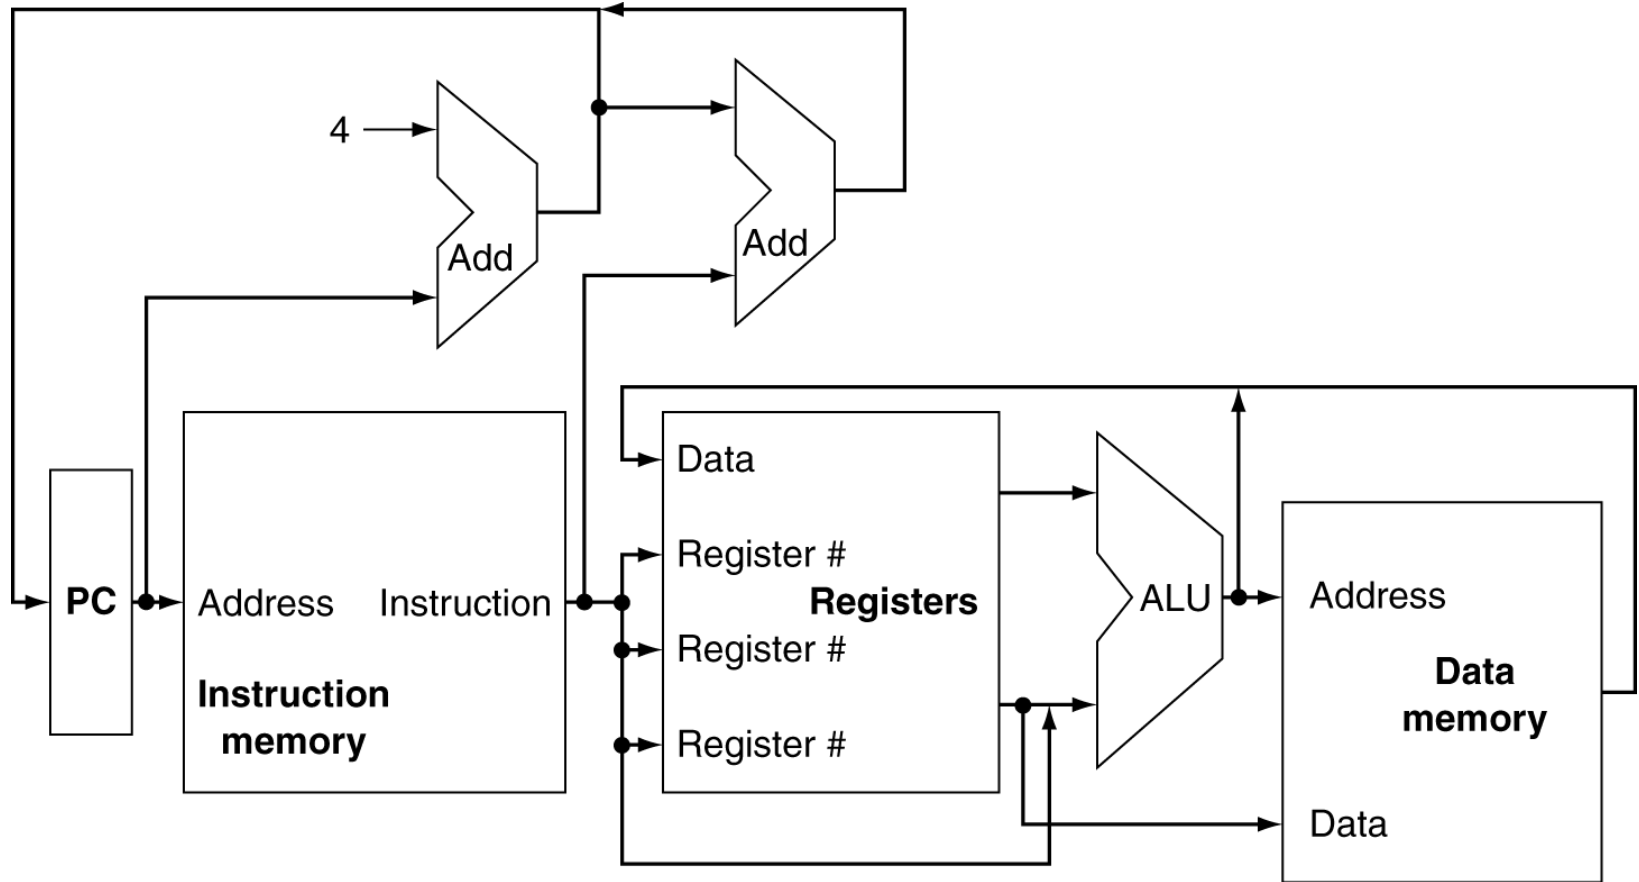 4
Add
Add
Data
Register #
PC
Address
Instruction
Registers
ALU
Address
Register #
Instruction
memory
Data
memory
Register #
Data